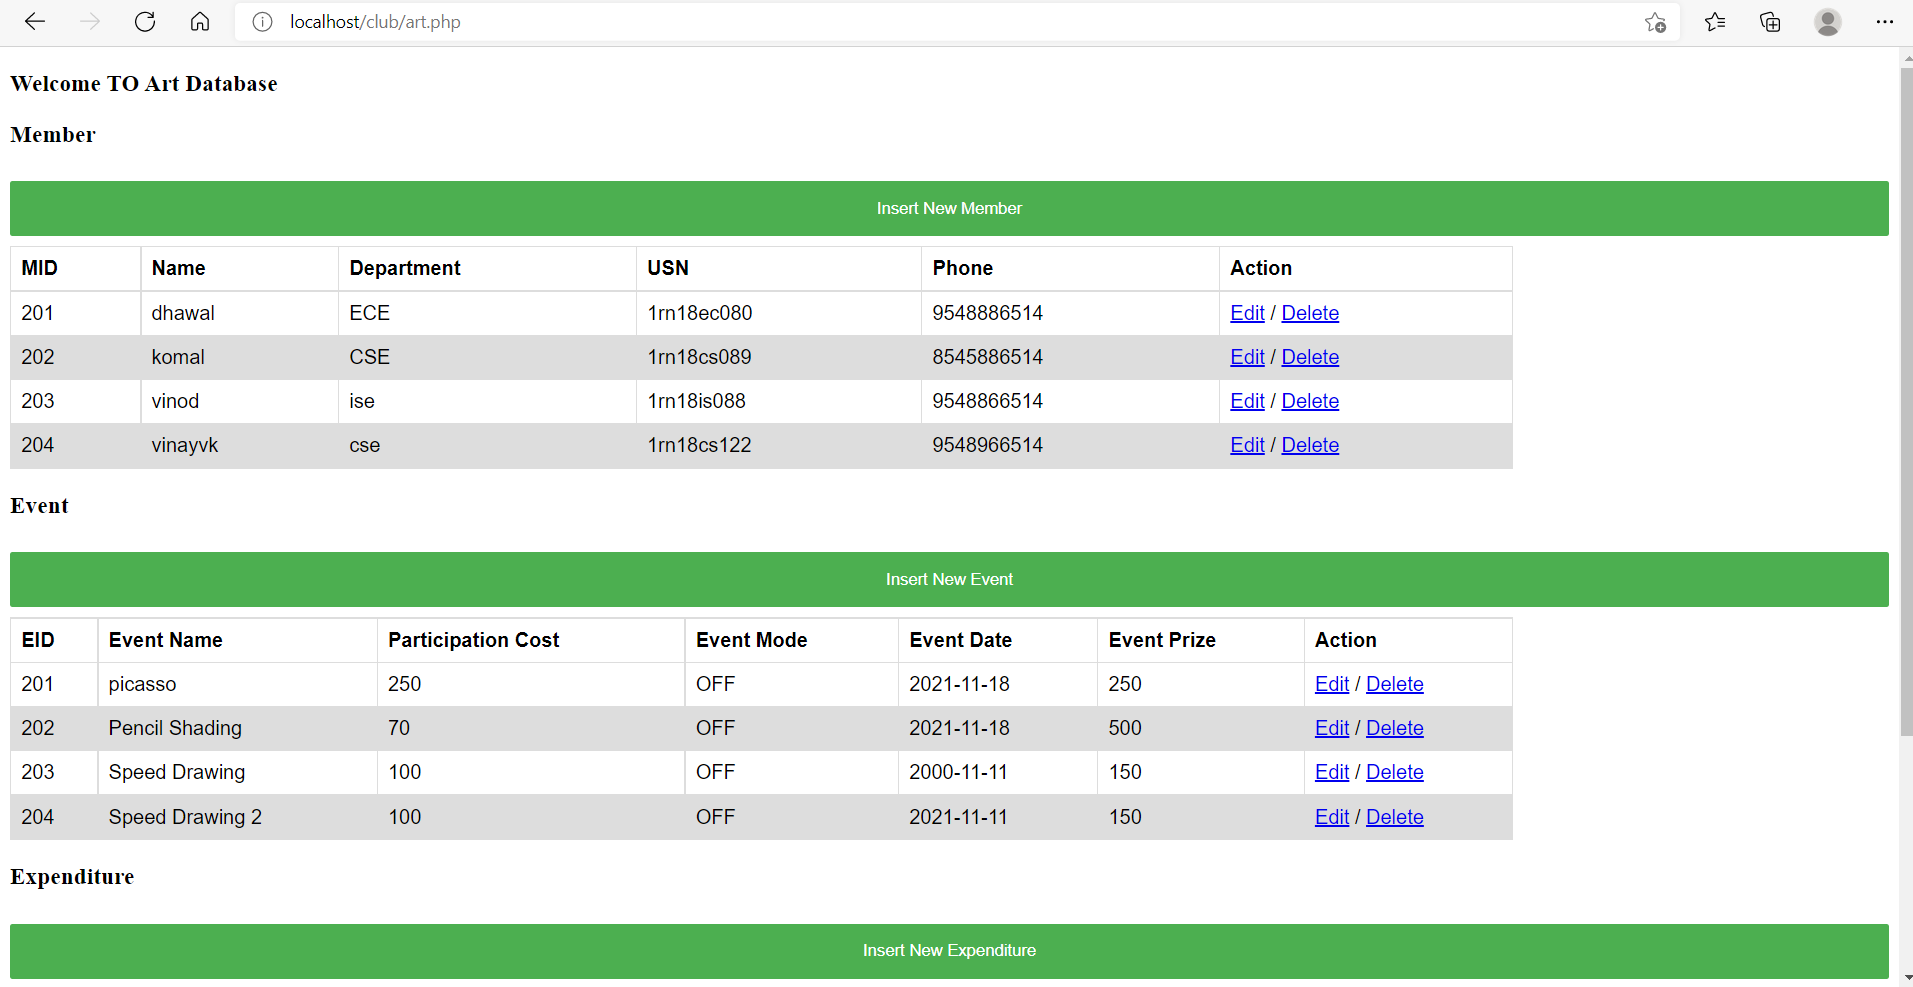 localhost/club/art.php
Welcome TO Art Database
Member
Insert New Member
MID Name Department USN Phone Action
201 dhawal ECE 1rn18ec080 9548886514 Edit / Delete
202 komal CSE 1rn18cs089 8545886514 Edit / Delete
203 vinod ise 1rn18is088 9548866514 Edit / Delete
204 vinayvk cse 1rn18cs122 9548966514 Edit / Delete
Event
Insert New Event
EID Event Name Participation Cost Event Mode Event Date Event Prize Action
201 picasso 250 OFF 2021-11-18 250 Edit / Delete
202 Pencil Shading 70 OFF 2021-11-18 500 Edit / Delete
203 Speed Drawing 100 OFF 2000-11-11 150 Edit / Delete
204 Speed Drawing 2 100 OFF 2021-11-11 150 Edit / Delete
Expenditure
Insert New Expenditure